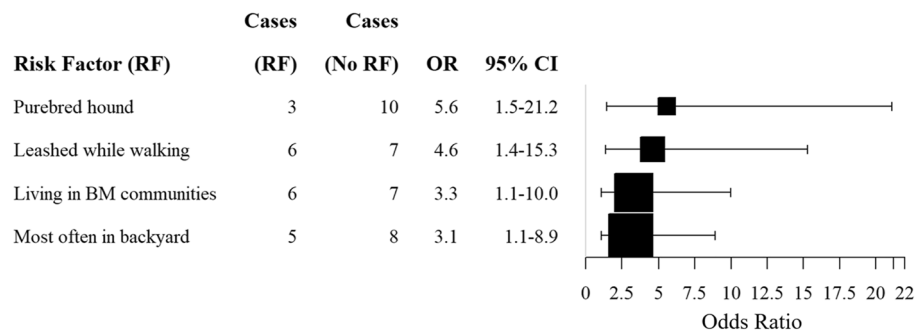 Cases Cases
Risk Factor (RF) (RF) (No RF) OR 95% CI
Purebred hound 3 10 5.6 1.5-21.2
Leashed while walking 6 7 4.6 1.4-15.3
Living in BM communities 6 7 3.3 1.1-10.0
Most often in backyard 5 8 3.1 1.1-8.9
0 2.5 5 7.5 10 12.5 15 17.5 20 22
Odds Ratio